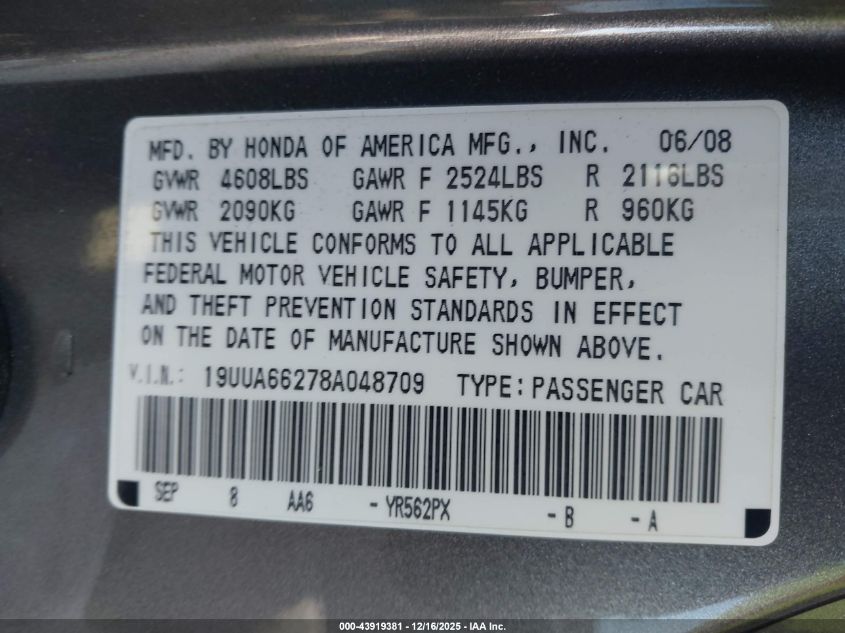 MFD. BY HONDA OF AMERICA MFG., INC. 06/08
GVWR 4608LBS GAWR F 2524LBS R 2116LBS
GVWR 2090KG GAWR F 1145KG R 960KG
THIS VEHICLE CONFORMS TO ALL APPLICABLE
FEDERAL MOTOR VEHICLE SAFETY, BUMPER,
AND THEFT PREVENTION STANDARDS IN EFFECT
ON THE DATE OF MANUFACTURE SHOWN ABOVE.
V.I.N.: 19UUA66278A048709 TYPE: PASSENGER CAR
SEP 8 AA6 - YR562PX - B - A
000-43919381 - 12/16/2025 - IAA Inc.